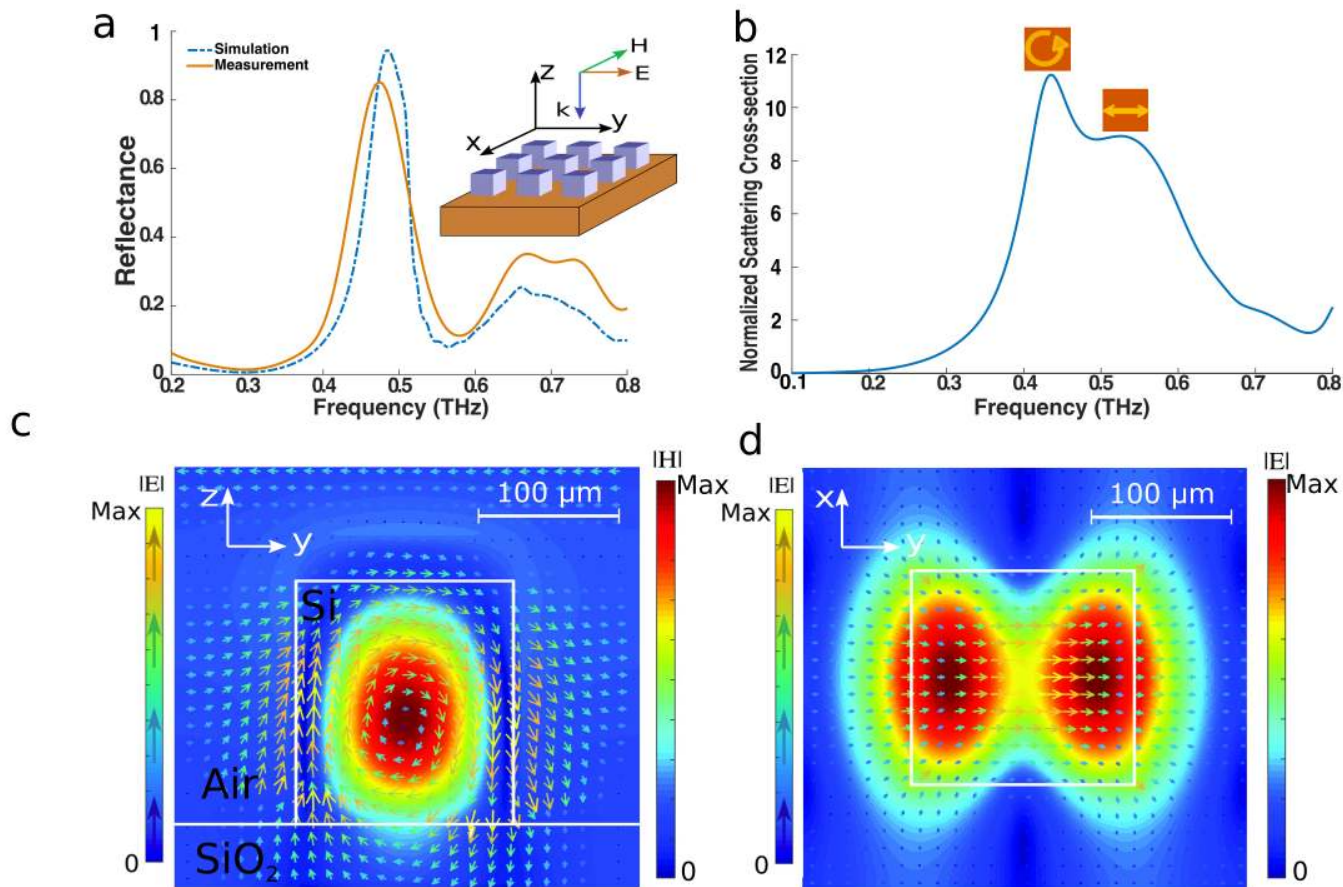 a
1
0.8
0.6
0.4
0.2
0
Reflectance
Simulation
Measurement
z
y
x
H
E
k
0.2
0.3
0.4
0.5
0.6
0.7
0.8
Frequency (THz)
b
12
10
8
6
4
2
0
Normalized Scattering Cross-section
0.1
0.2
0.3
0.4
0.5
0.6
0.7
0.8
Frequency (THz)
c
|E|
Max
0
z
y
100 µm
Si
Air
SiO2
|H|
Max
0
d
|E|
Max
0
x
y
100 µm
|E|
Max
0